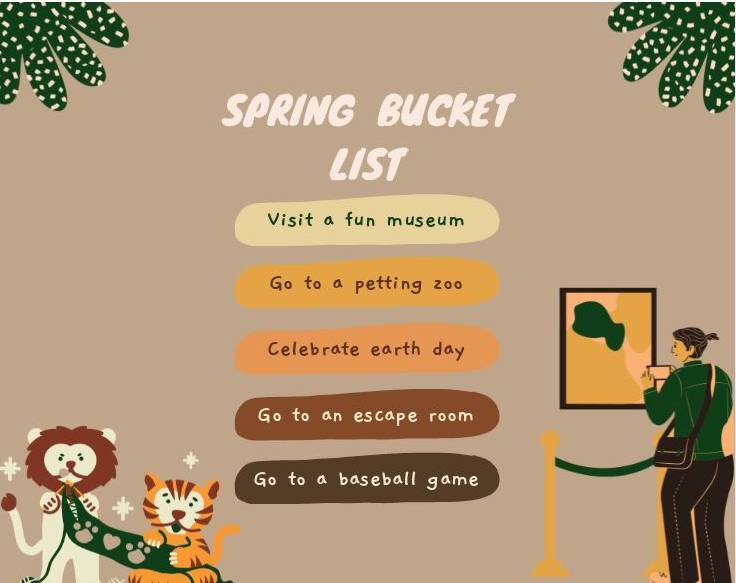 SPRING BUCKET
LIST
Visit a fun museum
Go to a petting zoo
Celebrate earth day
Go to an escape room
Go to a baseball game